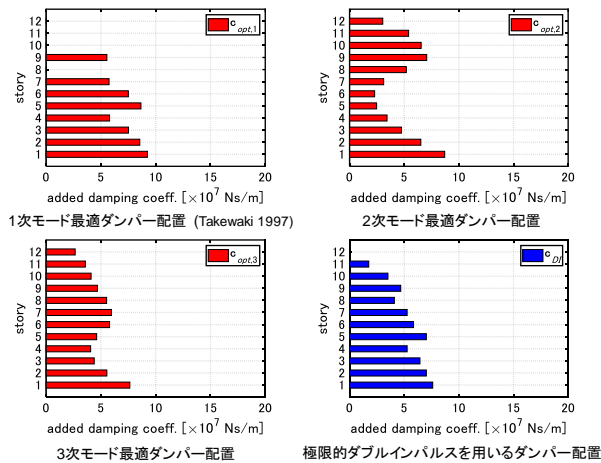 12
11
10
9
8
7
6
5
4
3
2
1
story
c opt,1
0 5 10 15 20
added damping coeff. [×10^7 Ns/m]
1次モード最適ダンパー配置 (Takewaki 1997)
12
11
10
9
8
7
6
5
4
3
2
1
story
c opt,2
0 5 10 15 20
added damping coeff. [×10^7 Ns/m]
2次モード最適ダンパー配置
12
11
10
9
8
7
6
5
4
3
2
1
story
c opt,3
0 5 10 15 20
added damping coeff. [×10^7 Ns/m]
3次モード最適ダンパー配置
12
11
10
9
8
7
6
5
4
3
2
1
story
c DI
0 5 10 15 20
added damping coeff. [×10^7 Ns/m]
極限的ダブルインパルスを用いるダンパー配置